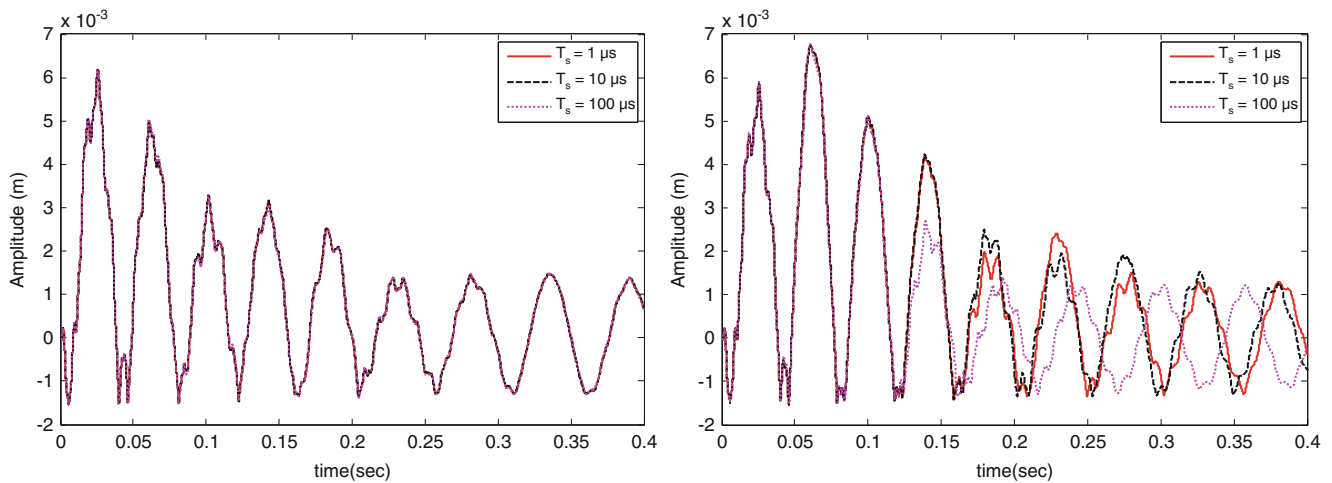 x 10⁻³
7
6
5
4
3
2
1
0
-1
-2
Amplitude (m)
0 0.05 0.1 0.15 0.2 0.25 0.3 0.35 0.4
time(sec)
T_s = 1 µs
T_s = 10 µs
T_s = 100 µs
x 10⁻³
7
6
5
4
3
2
1
0
-1
-2
Amplitude (m)
0 0.05 0.1 0.15 0.2 0.25 0.3 0.35 0.4
time(sec)
T_s = 1 µs
T_s = 10 µs
T_s = 100 µs